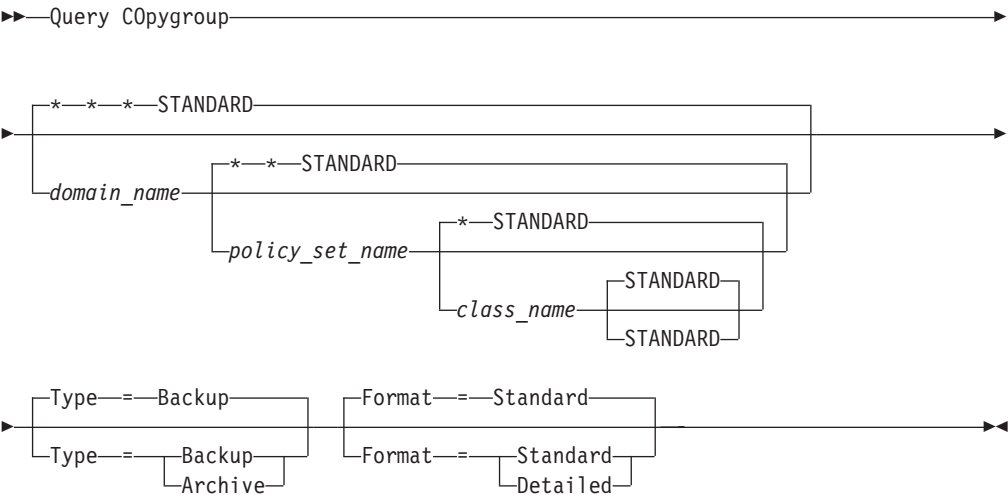 Query COpygroup
* * * STANDARD
* * STANDARD
domain_name
* STANDARD
policy_set_name
STANDARD
class_name
STANDARD
Type = Backup Format = Standard
Type = Backup Format = Standard
Archive Detailed